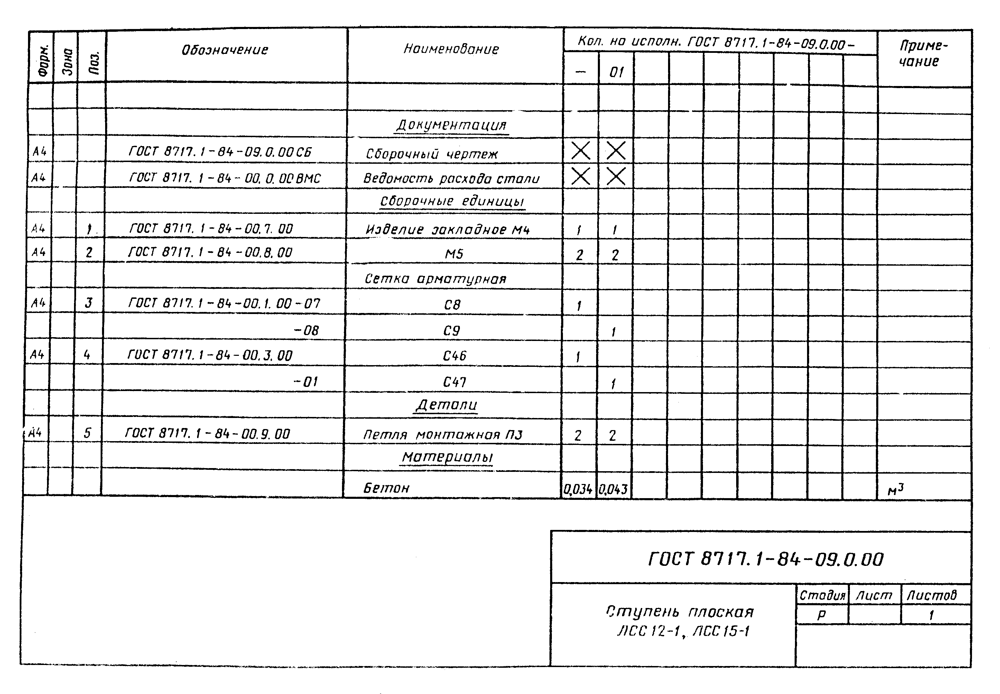 Форм. Зона Поз. Обозначение Наименование Кол. на исполн. ГОСТ 8717.1-84-09.0.00- Приме-
чание
— 01
Документация
А4 ГОСТ 8717.1-84-09.0.00СБ Сборочный чертеж X X
А4 ГОСТ 8717.1-84-00.0.00ВМС Ведомость расхода стали X X
Сборочные единицы
А4 1 ГОСТ 8717.1-84-00.7.00 Изделие закладное М4 1 1
А4 2 ГОСТ 8717.1-84-00.8.00 М5 2 2
Сетка арматурная
А4 3 ГОСТ 8717.1-84-00.1.00-07 С8 1
-08 С9 1
А4 4 ГОСТ 8717.1-84-00.3.00 С46 1
-01 С47 1
Детали
А4 5 ГОСТ 8717.1-84-00.9.00 Петля монтажная П3 2 2
Материалы
Бетон 0,034 0,043 м³
ГОСТ 8717.1-84-09.0.00
Ступень плоская
ЛСС12-1, ЛСС15-1
Стадия Лист Листов
Р 1